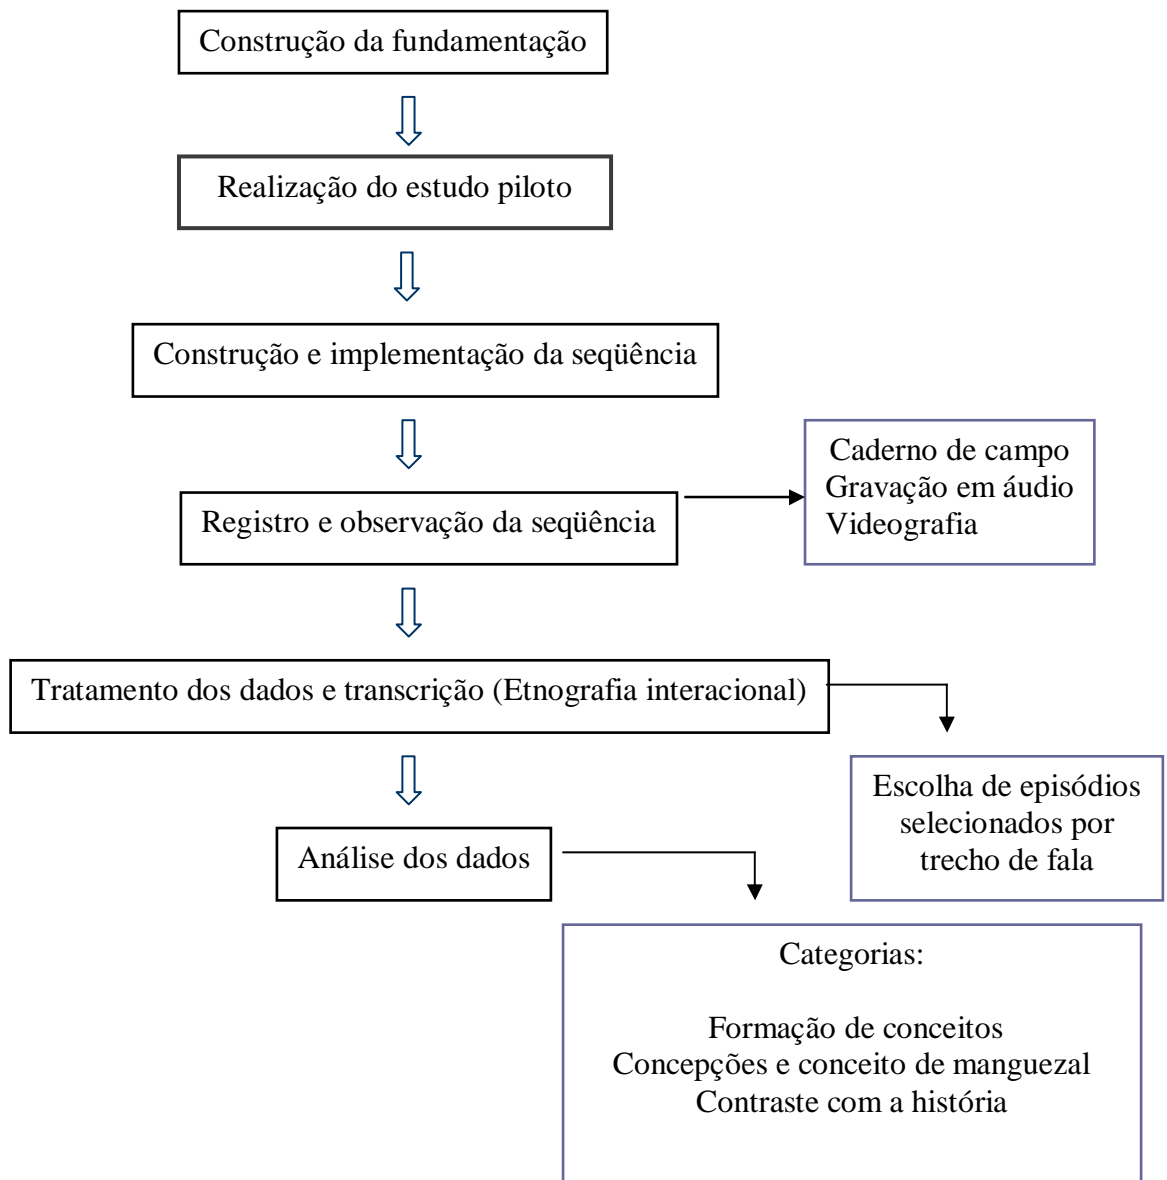 Construção da fundamentação
Realização do estudo piloto
Construção e implementação da seqüência
Caderno de campo
Gravação em áudio
Videografia
Registro e observação da seqüência
Tratamento dos dados e transcrição (Etnografia interacional)
Escolha de episódios
selecionados por
trecho de fala
Análise dos dados
Categorias:
Formação de conceitos
Concepções e conceito de manguezal
Contraste com a história